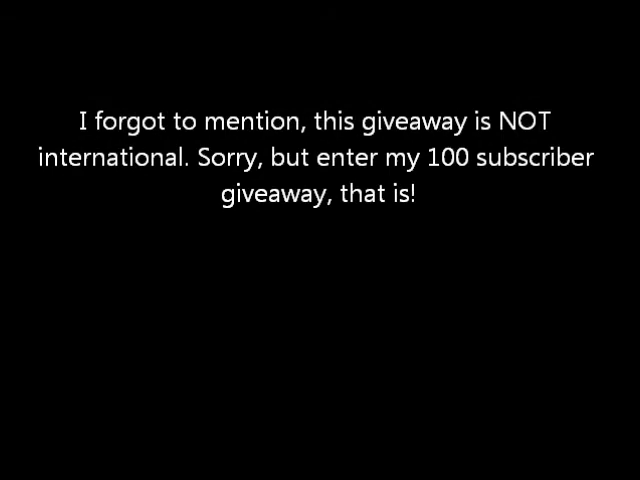 I forgot to mention, this giveaway is NOT
international. Sorry, but enter my 100 subscriber
giveaway, that is!